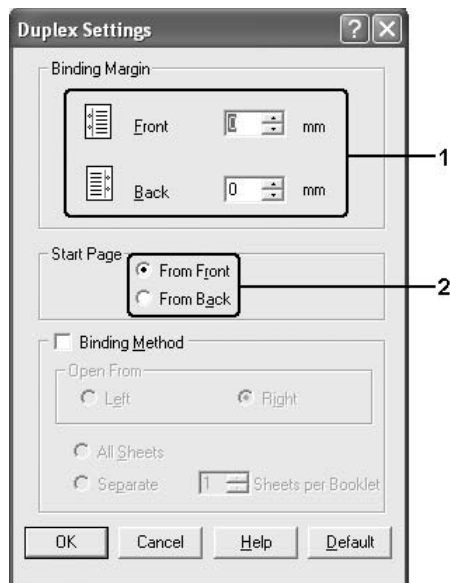 Duplex Settings
Binding Margin
Front 0 mm
Back 0 mm
1
Start Page
From Front
From Back
2
Binding Method
Open From
Left Right
All Sheets
Separate 1 Sheets per Booklet
OK Cancel Help Default